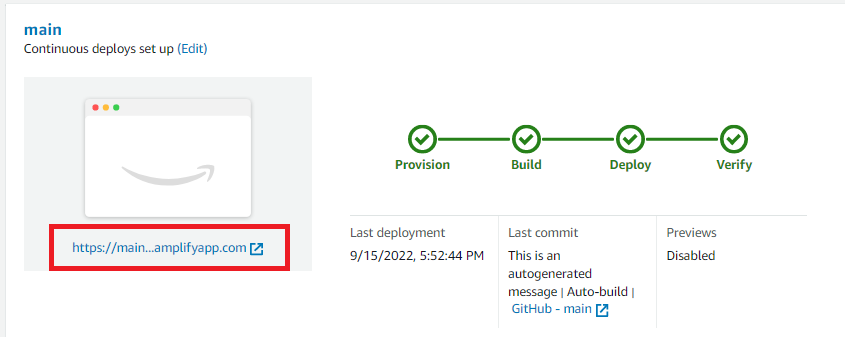 main
Continuous deploys set up (Edit)
https://main...amplifyapp.com
Provision
Build
Deploy
Verify
Last deployment
9/15/2022, 5:52:44 PM
Last commit
This is an
autogenerated
message | Auto-build |
GitHub - main
Previews
Disabled